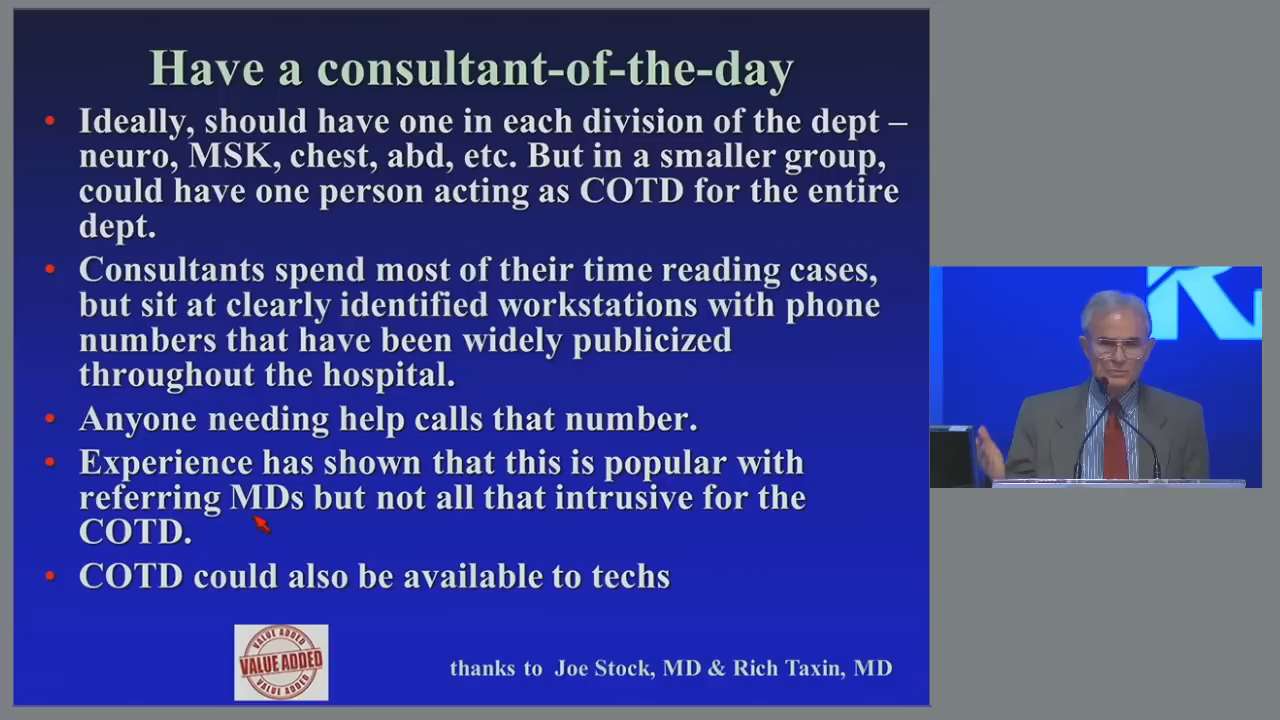 Have a consultant-of-the-day
• Ideally, should have one in each division of the dept –
neuro, MSK, chest, abd, etc. But in a smaller group,
could have one person acting as COTD for the entire
dept.
• Consultants spend most of their time reading cases,
but sit at clearly identified workstations with phone
numbers that have been widely publicized
throughout the hospital.
• Anyone needing help calls that number.
• Experience has shown that this is popular with
referring MDs but not all that intrusive for the
COTD.
• COTD could also be available to techs
VALUE ADDED
VALUE ADDED
VALUE ADDED
thanks to Joe Stock, MD & Rich Taxin, MD